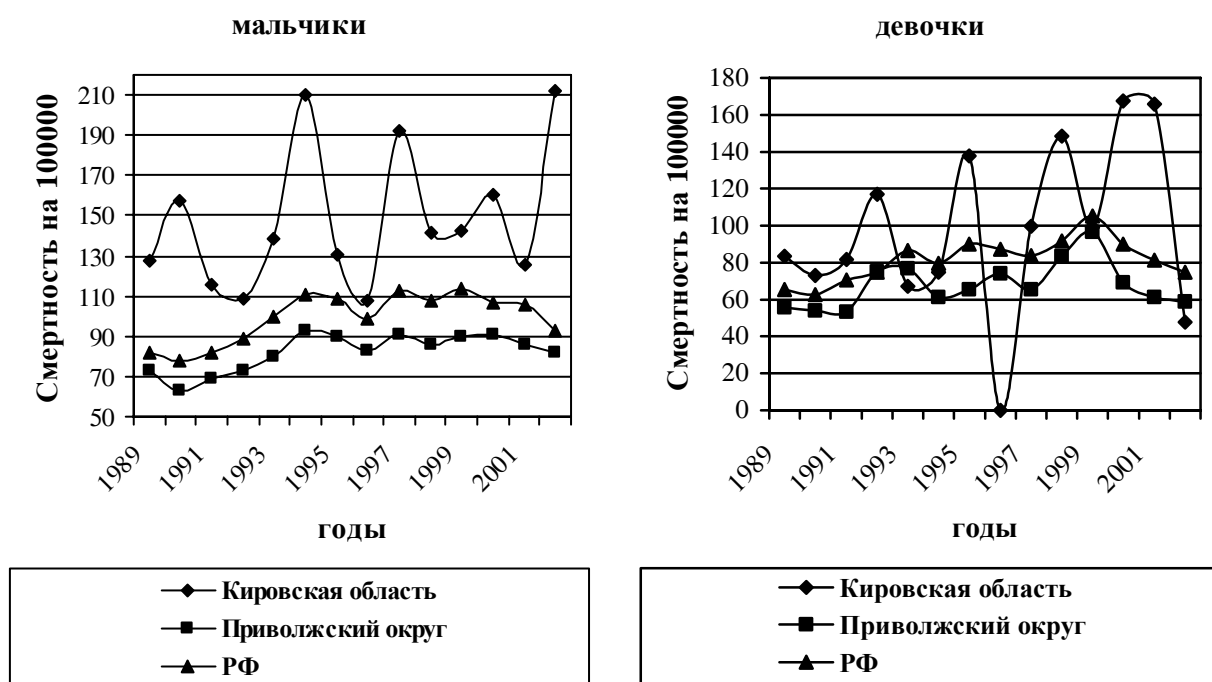 мальчики
Смертность на 100000
210
190
170
150
130
110
90
70
50
1989
1991
1993
1995
1997
1999
2001
годы
Кировская область
Приволжский округ
РФ
девочки
Смертность на 100000
180
160
140
120
100
80
60
40
20
0
1989
1991
1993
1995
1997
1999
2001
годы
Кировская область
Приволжский округ
РФ